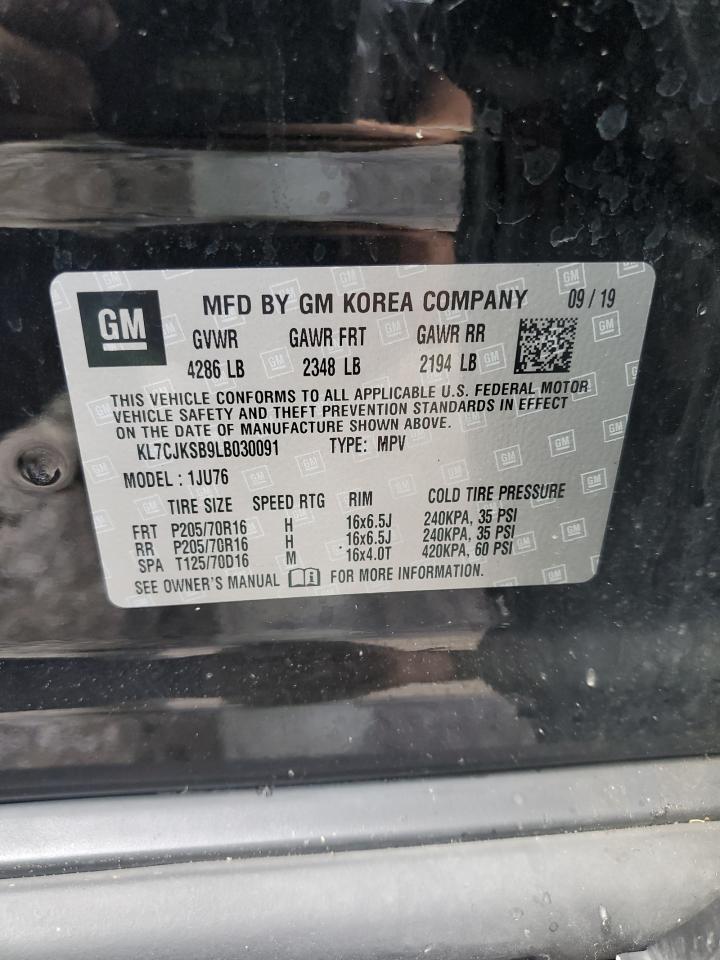 GM MFD BY GM KOREA COMPANY 09 / 19
GVWR GAWR FRT GAWR RR
4286 LB 2348 LB 2194 LB
THIS VEHICLE CONFORMS TO ALL APPLICABLE U.S. FEDERAL MOTOR
VEHICLE SAFETY AND THEFT PREVENTION STANDARDS IN EFFECT
ON THE DATE OF MANUFACTURE SHOWN ABOVE.
KL7CJKSB9LB030091 TYPE: MPV
MODEL : 1JU76
TIRE SIZE SPEED RTG RIM COLD TIRE PRESSURE
FRT P205/70R16 H 16x6.5J 240KPA, 35 PSI
RR P205/70R16 H 16x6.5J 240KPA, 35 PSI
SPA T125/70D16 M 16x4.0T 420KPA, 60 PSI
SEE OWNER'S MANUAL FOR MORE INFORMATION.